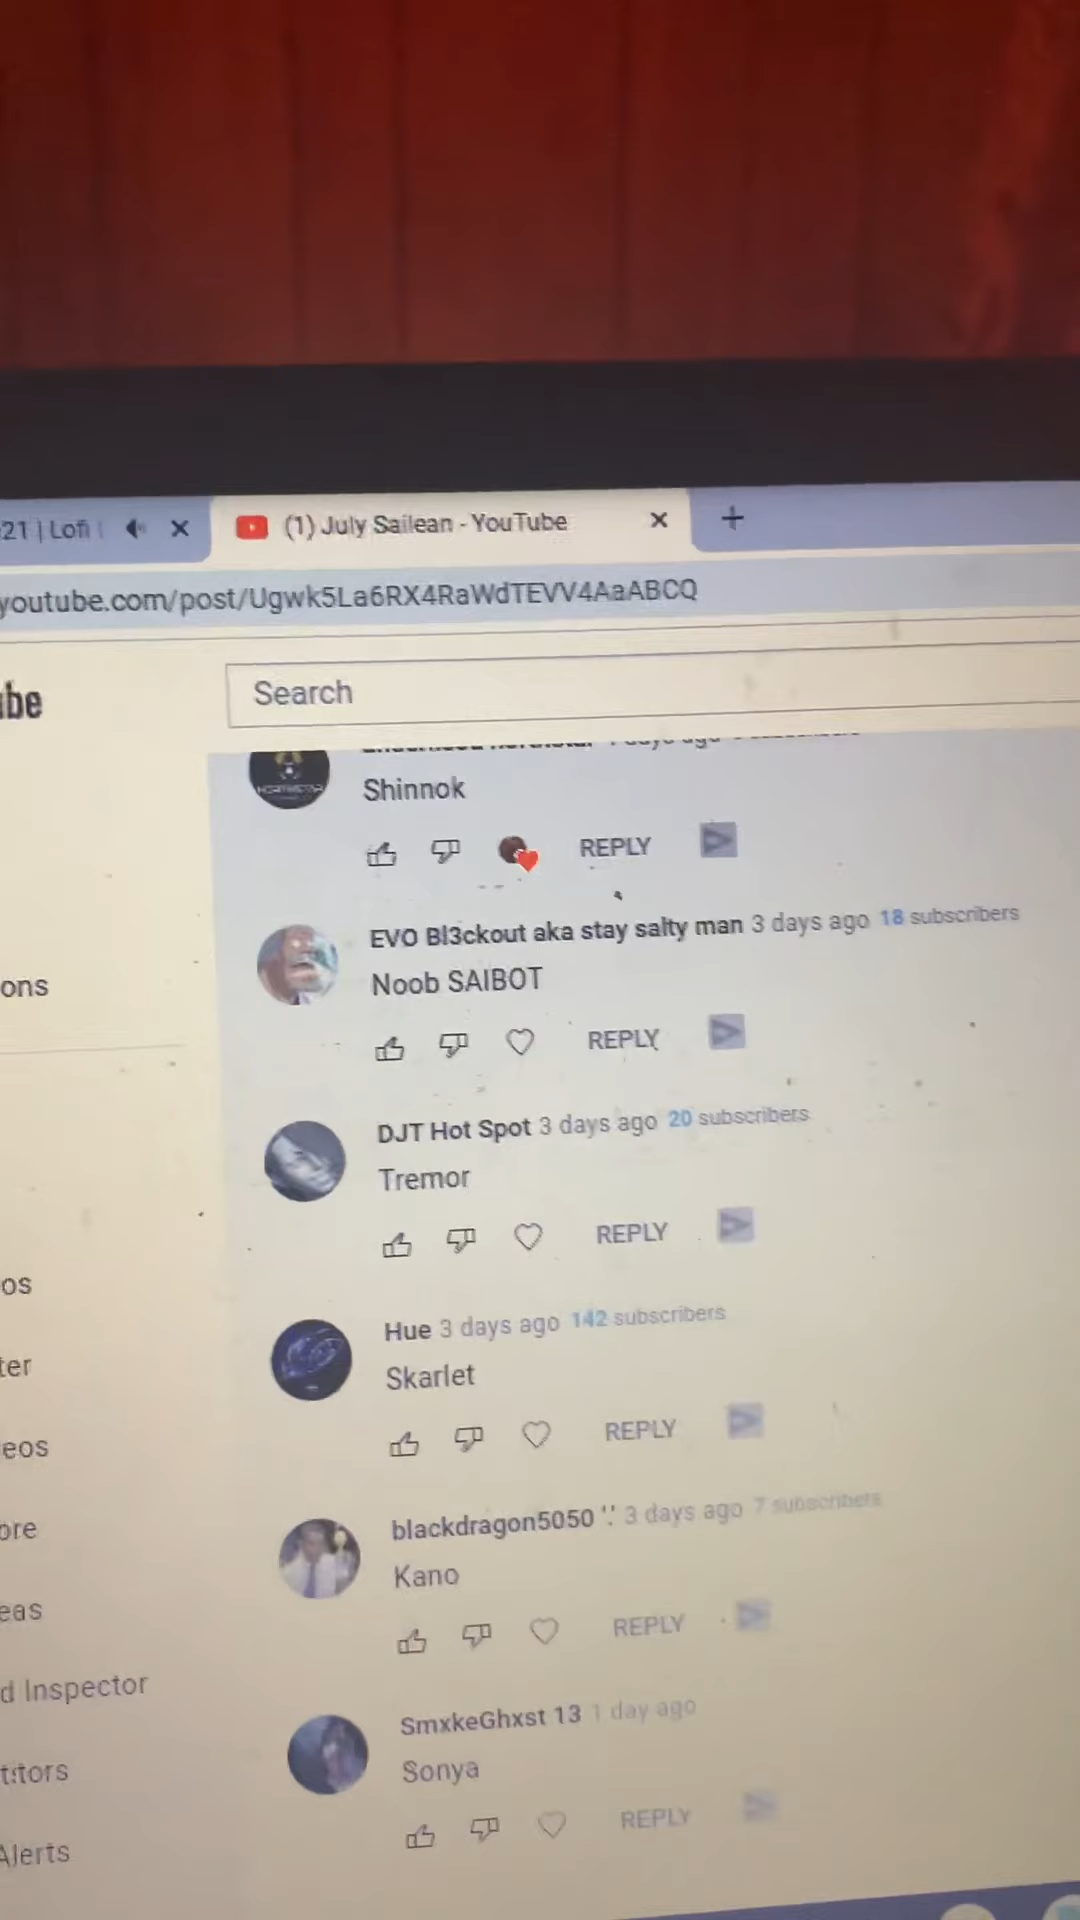 21 | Lofi
(1) July Sailean - YouTube
youtube.com/post/Ugwk5La6RX4RaWdTEVV4AaABCQ
be
Search
Shinnok
REPLY
EVO Bl3ckout aka stay salty man 3 days ago 18 subscribers
Noob SAIBOT
ons
REPLY
DJT Hot Spot 3 days ago 20 subscribers
Tremor
REPLY
os
Hue 3 days ago 142 subscribers
ter
Skarlet
REPLY
eos
blackdragon5050 '.' 3 days ago 7 subscribers
ore
Kano
eas
REPLY
d Inspector
SmxkeGhxst 13 1 day ago
titors
Sonya
REPLY
Alerts